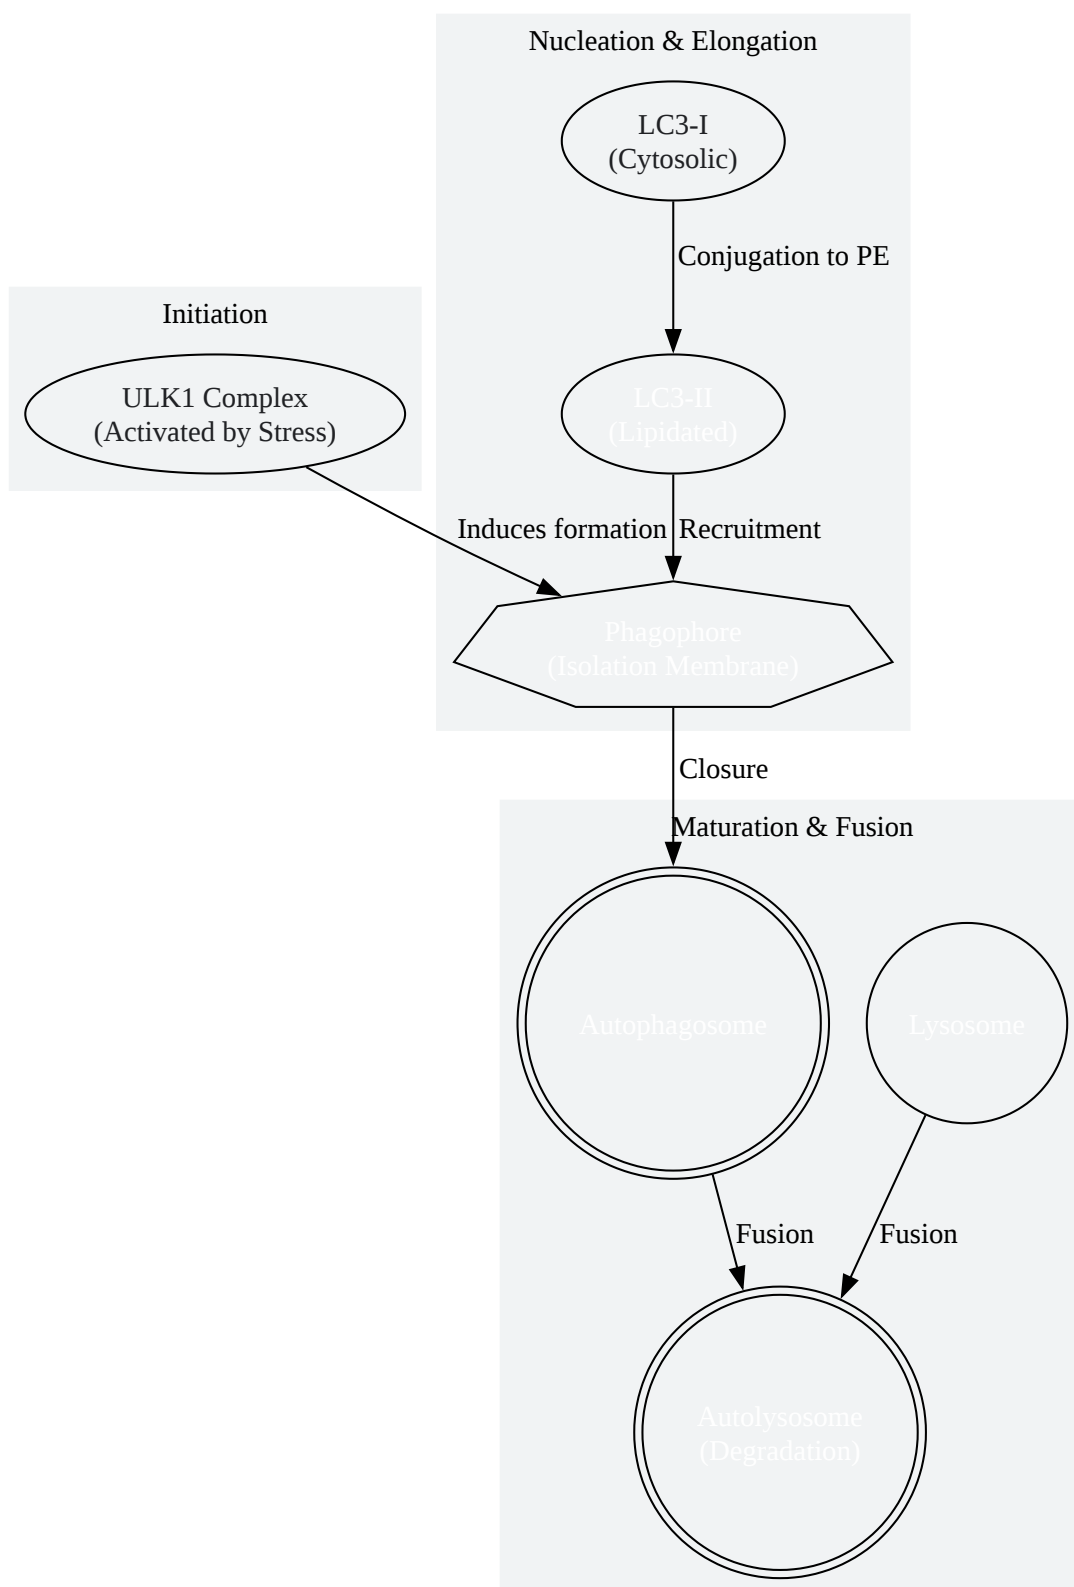 Nucleation & Elongation
LC3-I
(Cytosolic)
Conjugation to PE
Initiation
ULK1 Complex
(Activated by Stress)
LC3-II
(Lipidated)
Induces formation
Recruitment
Phagophore
(Isolation Membrane)
Closure
Maturation & Fusion
Autophagosome
Lysosome
Fusion
Fusion
Autolysosome
(Degradation)